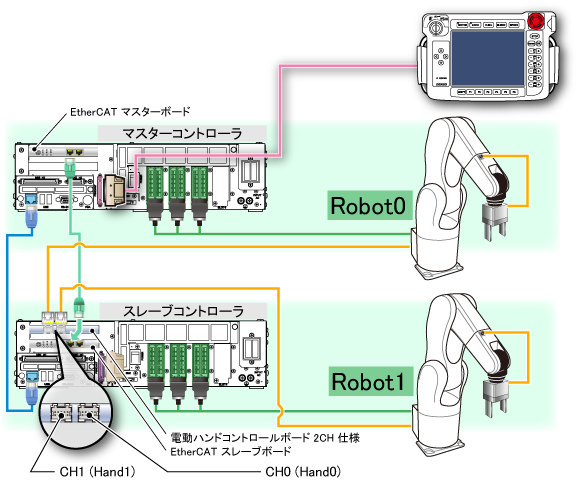 EtherCAT マスターボード
マスターコントローラ
Robot0
スレーブコントローラ
Robot1
電動ハンドコントロールボード 2CH 仕様
EtherCAT スレーブボード
CH1 (Hand1)
CH0 (Hand0)